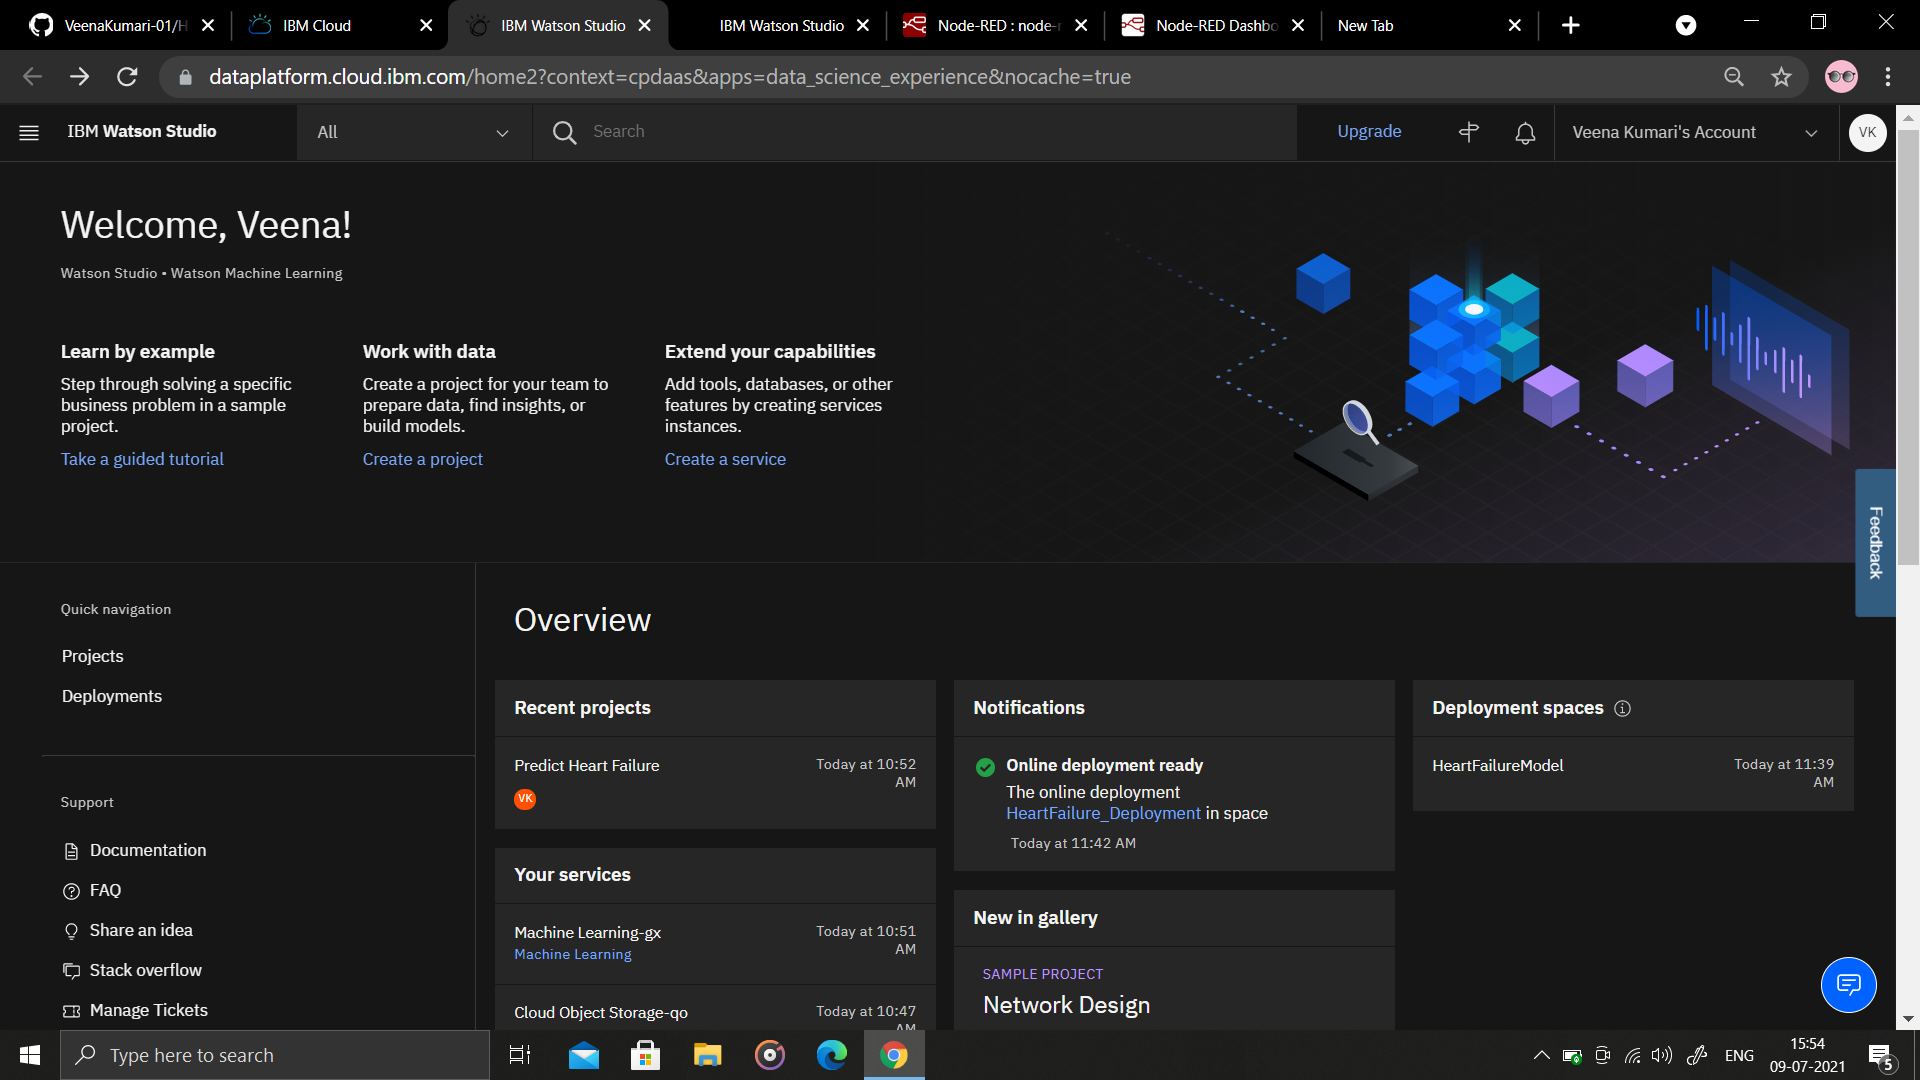 VeenaKumari-01/H
IBM Cloud
IBM Watson Studio
IBM Watson Studio
Node-RED : node-r
Node-RED Dashbo
New Tab
dataplatform.cloud.ibm.com/home2?context=cpdaas&apps=data_science_experience&nocache=true
IBM Watson Studio
All
Search
Upgrade
Veena Kumari's Account
VK
Welcome, Veena!
Watson Studio • Watson Machine Learning
Learn by example
Step through solving a specific
business problem in a sample
project.
Take a guided tutorial
Work with data
Create a project for your team to
prepare data, find insights, or
build models.
Create a project
Extend your capabilities
Add tools, databases, or other
features by creating services
instances.
Create a service
Feedback
Quick navigation
Projects
Deployments
Support
Documentation
FAQ
Share an idea
Stack overflow
Manage Tickets
Overview
Recent projects
Predict Heart Failure
Today at 10:52
AM
VK
Your services
Machine Learning-gx
Machine Learning
Today at 10:51
AM
Cloud Object Storage-qo
Today at 10:47
AM
Notifications
Online deployment ready
The online deployment
HeartFailure_Deployment in space
Today at 11:42 AM
New in gallery
SAMPLE PROJECT
Network Design
Deployment spaces
HeartFailureModel
Today at 11:39
AM
Type here to search
ENG
15:54
09-07-2021
5